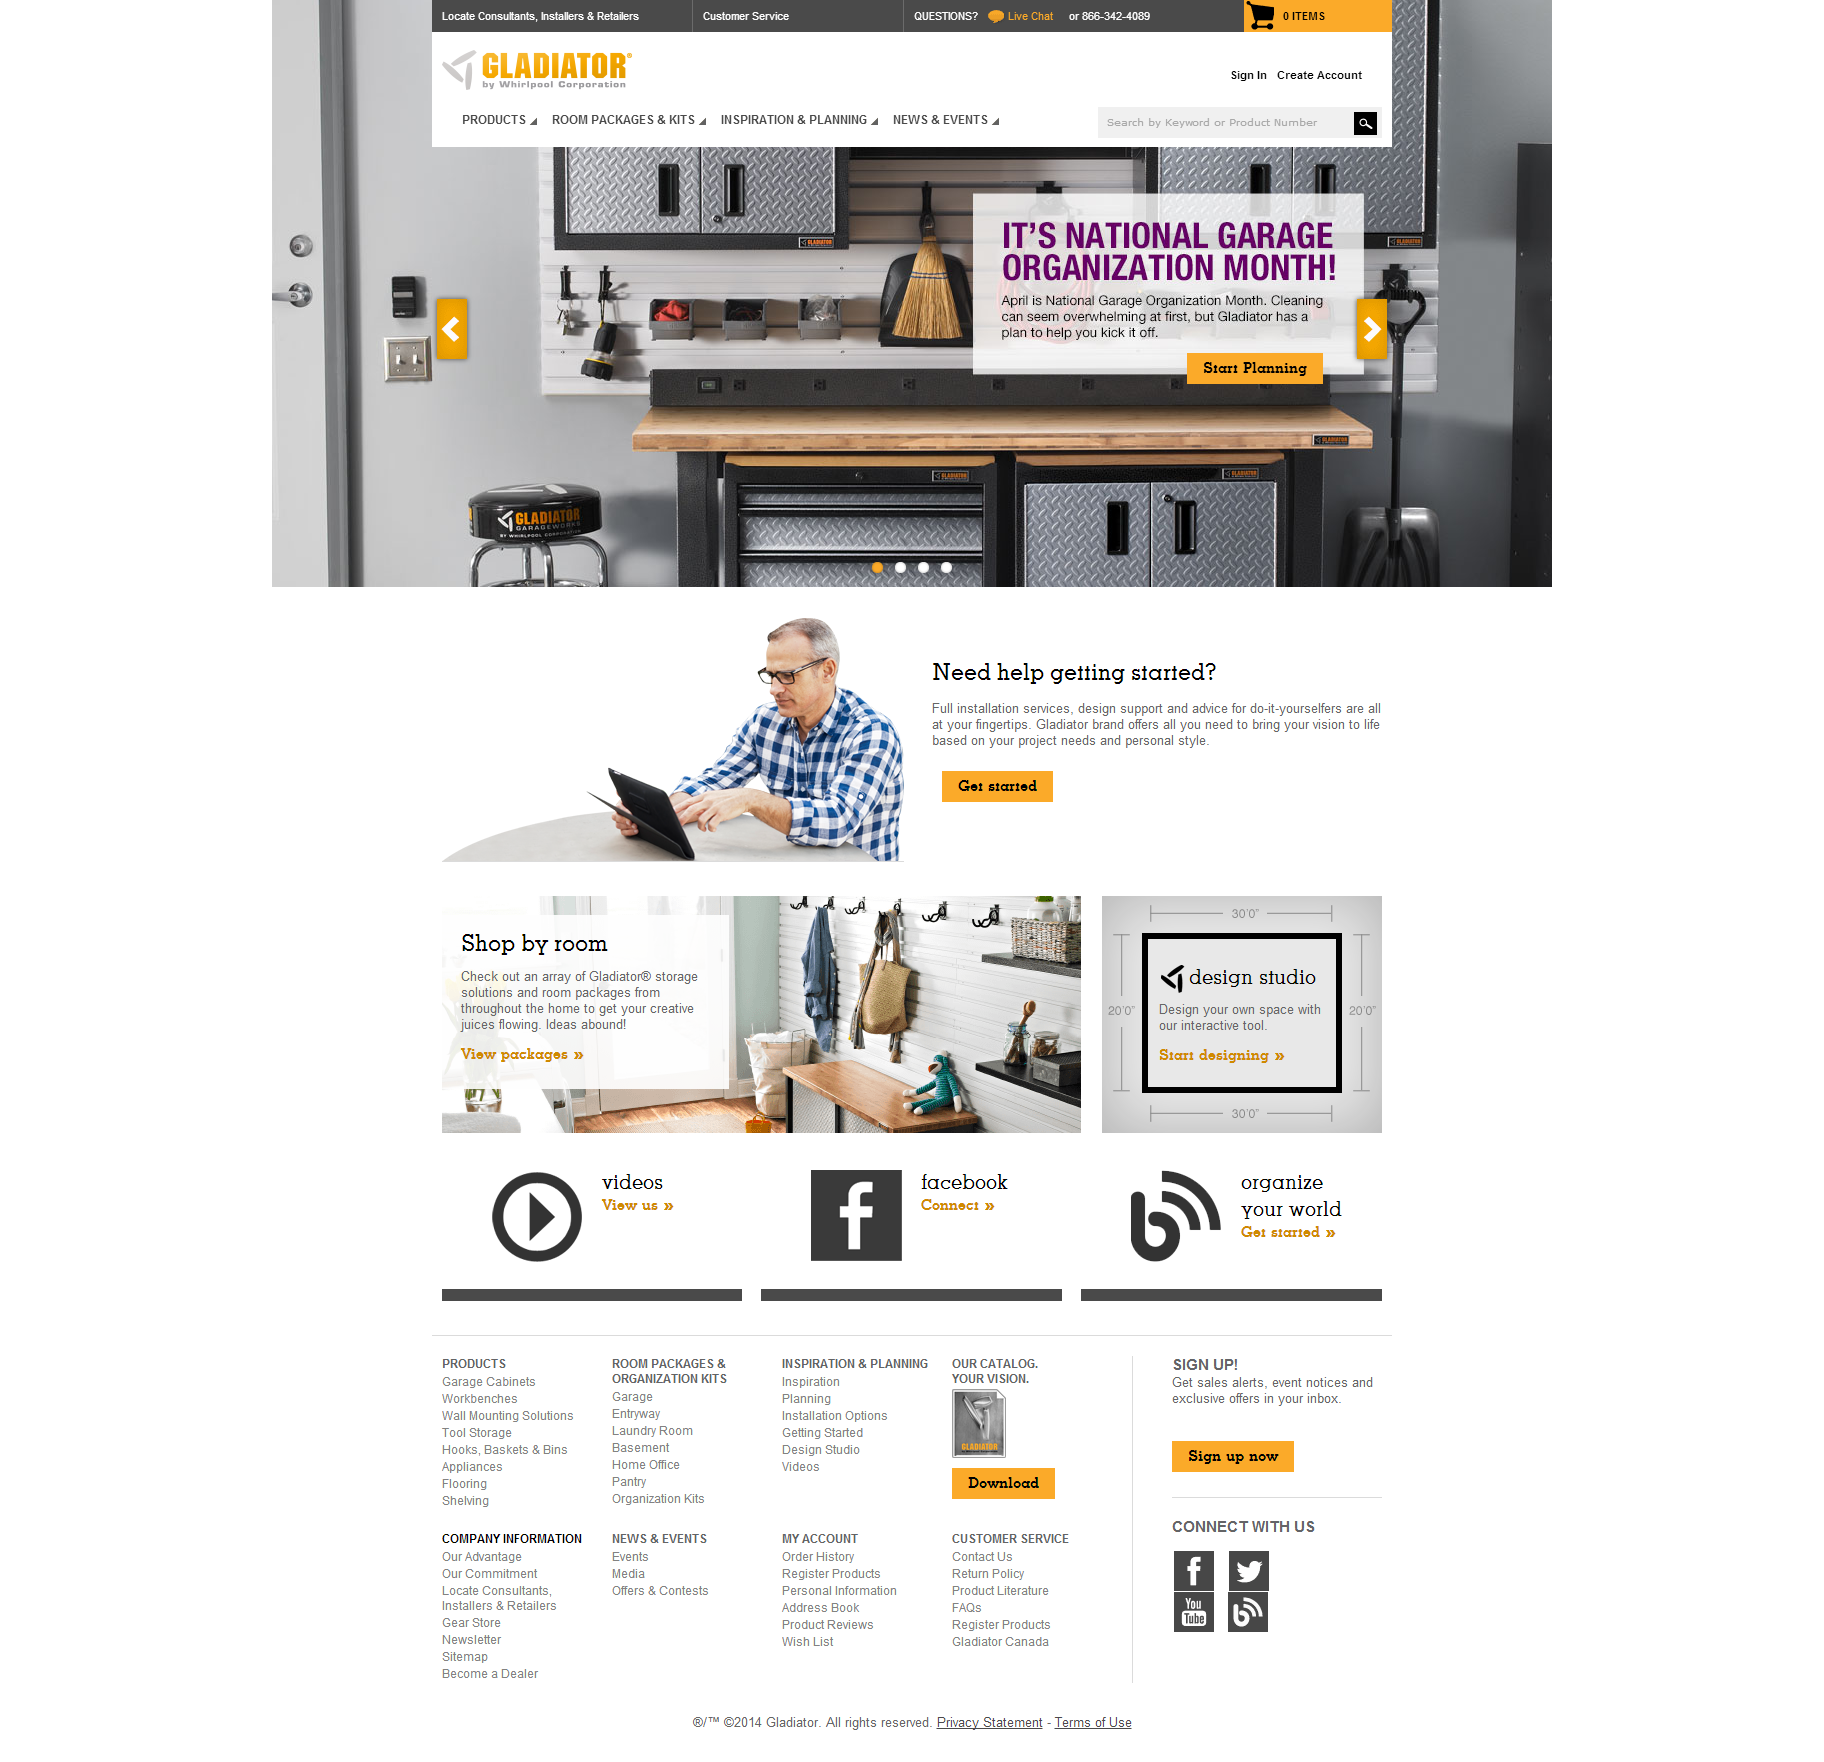 Locate Consultants, Installers & Retailers
Customer Service
QUESTIONS? Live Chat or 866-342-4089
0 ITEMS
GLADIATOR®
by Whirlpool Corporation
Sign In Create Account
PRODUCTS ROOM PACKAGES & KITS INSPIRATION & PLANNING NEWS & EVENTS
Search by Keyword or Product Number
GLADIATOR
GLADIATOR
IT'S NATIONAL GARAGE
ORGANIZATION MONTH!
April is National Garage Organization Month. Cleaning
can seem overwhelming at first, but Gladiator has a
plan to help you kick it off.
Start Planning
GLADIATOR
GLADIATOR
GLADIATOR
GLADIATOR
GARAGEWORKS
BY WHIRLPOOL CORPORATION
Need help getting started?
Full installation services, design support and advice for do-it-yourselfers are all
at your fingertips. Gladiator brand offers all you need to bring your vision to life
based on your project needs and personal style.
Get started
Shop by room
Check out an array of Gladiator® storage
solutions and room packages from
throughout the home to get your creative
juices flowing. Ideas abound!
View packages »
30'0"
20'0"
20'0"
design studio
Design your own space with
our interactive tool.
Start designing »
30'0"
videos
View us »
facebook
Connect »
organize
your world
Get started »
PRODUCTS
Garage Cabinets
Workbenches
Wall Mounting Solutions
Tool Storage
Hooks, Baskets & Bins
Appliances
Flooring
Shelving
ROOM PACKAGES &
ORGANIZATION KITS
Garage
Entryway
Laundry Room
Basement
Home Office
Pantry
Organization Kits
INSPIRATION & PLANNING
Inspiration
Planning
Installation Options
Getting Started
Design Studio
Videos
OUR CATALOG.
YOUR VISION.
GLADIATOR
Download
SIGN UP!
Get sales alerts, event notices and
exclusive offers in your inbox.
Sign up now
COMPANY INFORMATION
Our Advantage
Our Commitment
Locate Consultants,
Installers & Retailers
Gear Store
Newsletter
Sitemap
Become a Dealer
NEWS & EVENTS
Events
Media
Offers & Contests
MY ACCOUNT
Order History
Register Products
Personal Information
Address Book
Product Reviews
Wish List
CUSTOMER SERVICE
Contact Us
Return Policy
Product Literature
FAQs
Register Products
Gladiator Canada
CONNECT WITH US
You
Tube
®/™ ©2014 Gladiator. All rights reserved. Privacy Statement - Terms of Use